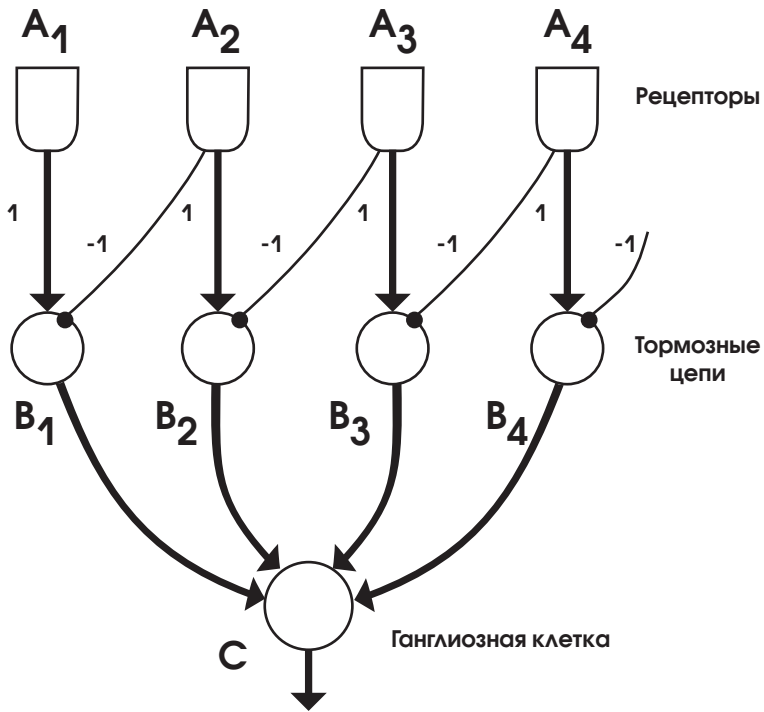 A1 A2 A3 A4
Рецепторы
1 -1 1 -1 1 -1 1 -1
Тормозные
цепи
B1 B2 B3 B4
Ганглиозная клетка
C